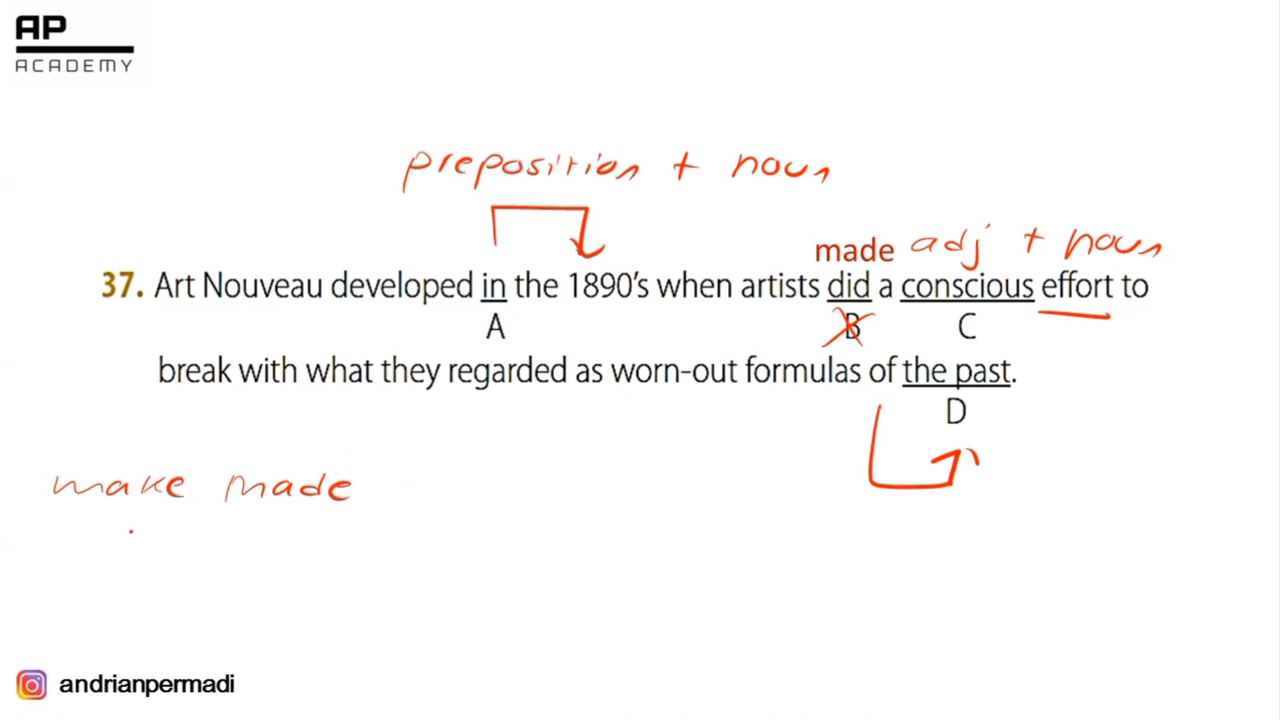 AP
ACADEMY
preposition + noun
made adj + noun
37. Art Nouveau developed in the 1890's when artists did a conscious effort to
A B C
break with what they regarded as worn-out formulas of the past.
D
make made
andrianpermadi